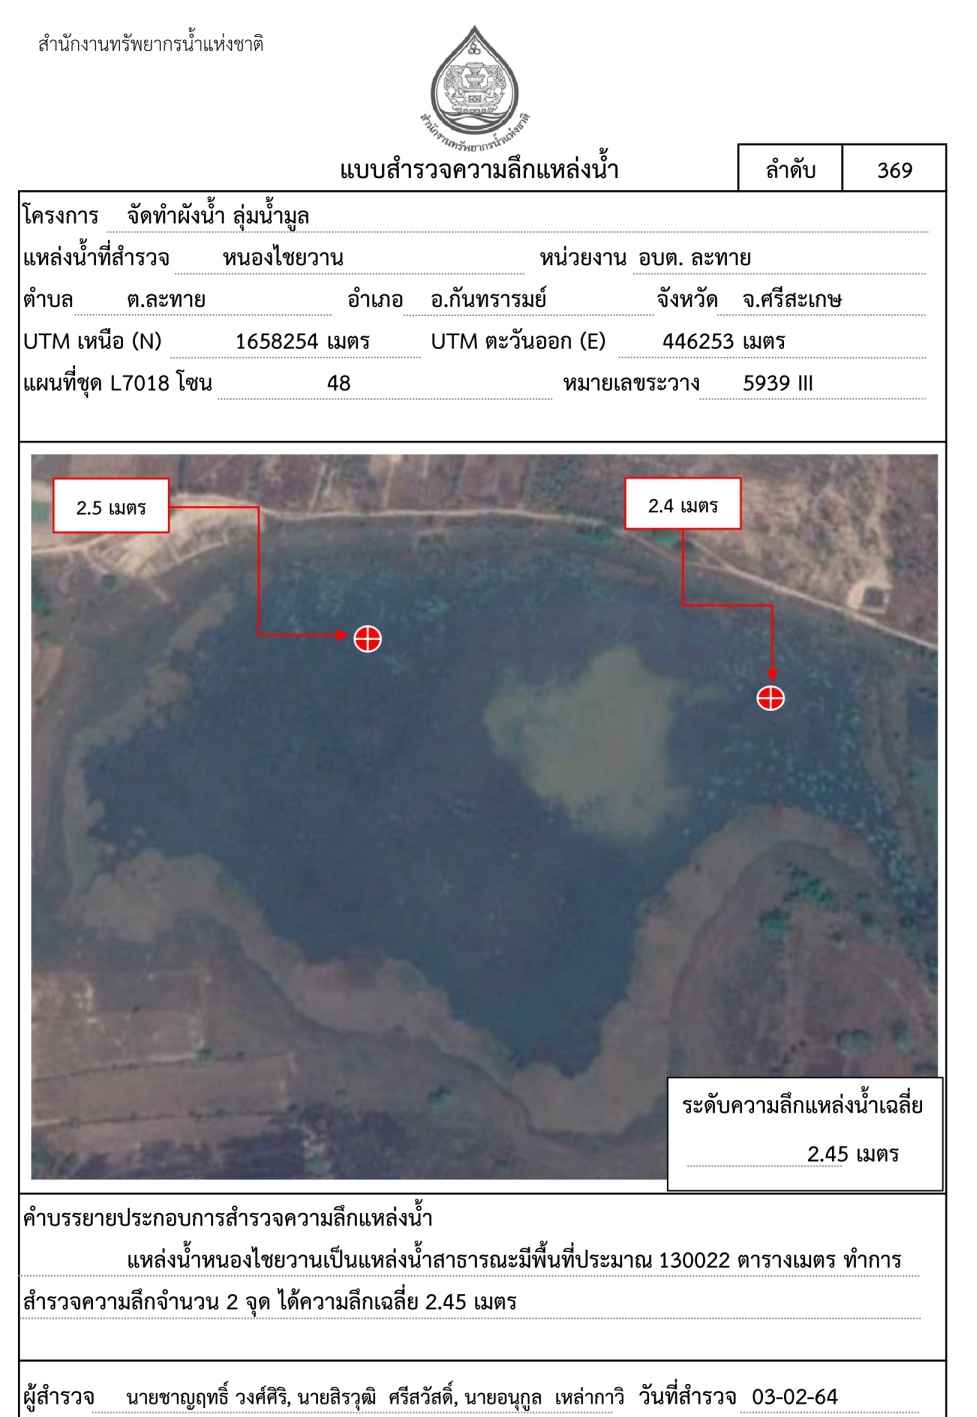 สำนักงานทรัพยากรน้ำแห่งชาติ
สำนักงานทรัพยากรน้ำแห่งชาติ
แบบสำรวจความลึกแหล่งน้ำ ลำดับ 369
โครงการ จัดทำผังน้ำ ลุ่มน้ำมูล
แหล่งน้ำที่สำรวจ หนองไชยวาน หน่วยงาน อบต. ละทาย
ตำบล ต.ละทาย อำเภอ อ.กันทรารมย์ จังหวัด จ.ศรีสะเกษ
UTM เหนือ (N) 1658254 เมตร UTM ตะวันออก (E) 446253 เมตร
แผนที่ชุด L7018 โซน 48 หมายเลขระวาง 5939 III
2.5 เมตร 2.4 เมตร
ระดับความลึกแหล่งน้ำเฉลี่ย
2.45 เมตร
คำบรรยายประกอบการสำรวจความลึกแหล่งน้ำ
แหล่งน้ำหนองไชยวานเป็นแหล่งน้ำสาธารณะมีพื้นที่ประมาณ 130022 ตารางเมตร ทำการ
สำรวจความลึกจำนวน 2 จุด ได้ความลึกเฉลี่ย 2.45 เมตร
ผู้สำรวจ นายชาญฤทธิ์ วงศ์ศิริ, นายสิรวุฒิ ศรีสวัสดิ์, นายอนุกูล เหล่ากาวิ วันที่สำรวจ 03-02-64